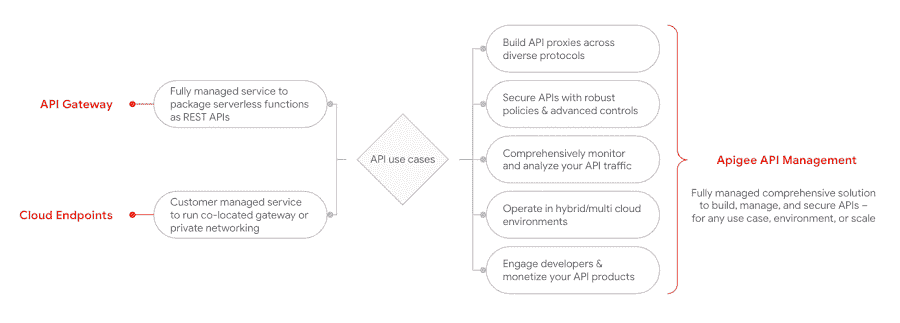 API Gateway
Fully managed service to
package serverless functions
as REST APIs
Cloud Endpoints
Customer managed service
to run co-located gateway or
private networking
API use cases
Build API proxies across
diverse protocols
Secure APIs with robust
policies & advanced controls
Comprehensively monitor
and analyze your API traffic
Operate in hybrid/multi cloud
environments
Engage developers &
monetize your API products
Apigee API Management
Fully managed comprehensive solution
to build, manage, and secure APIs –
for any use case, environment, or scale